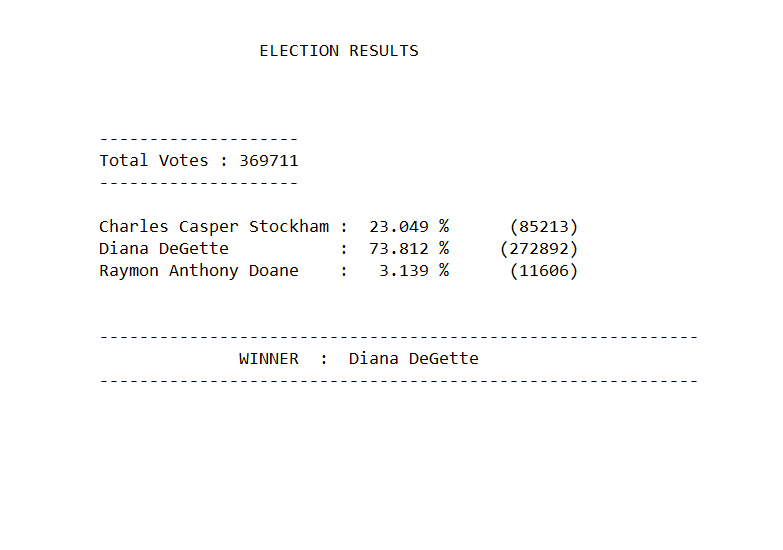 ELECTION RESULTS
--------------------
Total Votes : 369711
--------------------
Charles Casper Stockham :  23.049 %      (85213)
Diana DeGette           :  73.812 %     (272892)
Raymon Anthony Doane    :   3.139 %      (11606)
------------------------------------------------------------
WINNER  :  Diana DeGette
------------------------------------------------------------